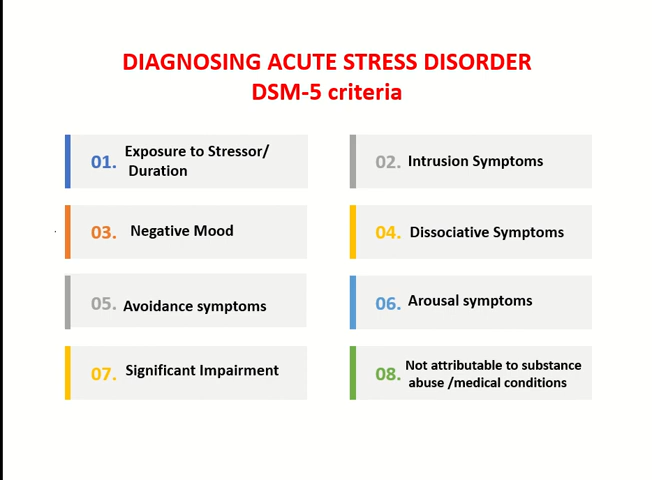 DIAGNOSING ACUTE STRESS DISORDER
DSM-5 criteria
01. Exposure to Stressor/
Duration
02. Intrusion Symptoms
03. Negative Mood
04. Dissociative Symptoms
05. Avoidance symptoms
06. Arousal symptoms
07. Significant Impairment
08. Not attributable to substance
abuse /medical conditions